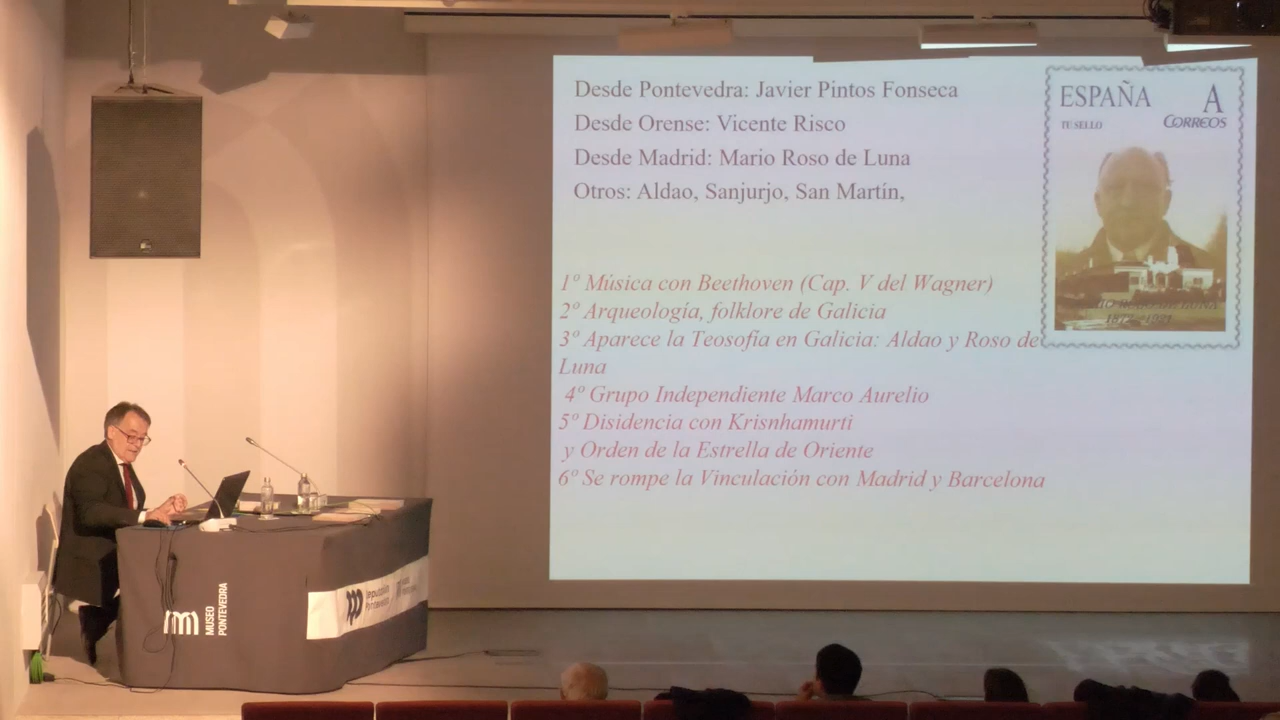 Desde Pontevedra: Javier Pintos Fonseca
Desde Orense: Vicente Risco
Desde Madrid: Mario Roso de Luna
Otros: Aldao, Sanjurjo, San Martín,
ESPAÑA A
TU SELLO CORREOS
1º Música con Beethoven (Cap. V del Wagner)
2º Arqueología, folklore de Galicia
3º Aparece la Teosofía en Galicia: Aldao y Roso de
Luna
4º Grupo Independiente Marco Aurelio
5º Disidencia con Krisnhamurti
y Orden de la Estrella de Oriente
6º Se rompe la Vinculación con Madrid y Barcelona
MUSEO
PONTEVEDRA